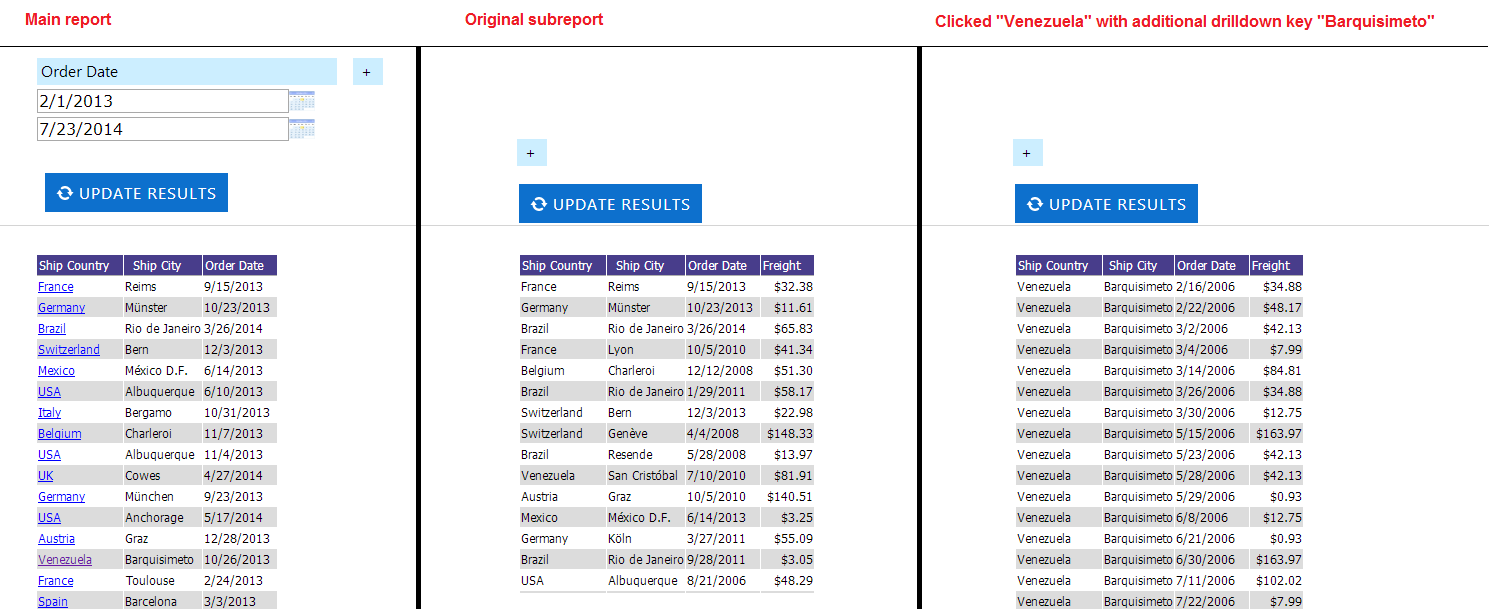 Main report
Order Date
+
2/1/2013
7/23/2014
UPDATE RESULTS
Ship Country Ship City Order Date
France Reims 9/15/2013
Germany Münster 10/23/2013
Brazil Rio de Janeiro 3/26/2014
Switzerland Bern 12/3/2013
Mexico México D.F. 6/14/2013
USA Albuquerque 6/10/2013
Italy Bergamo 10/31/2013
Belgium Charleroi 11/7/2013
USA Albuquerque 11/4/2013
UK Cowes 4/27/2014
Germany München 9/23/2013
USA Anchorage 5/17/2014
Austria Graz 12/28/2013
Venezuela Barquisimeto 10/26/2013
France Toulouse 2/24/2013
Spain Barcelona 3/3/2013
Original subreport
+
UPDATE RESULTS
Ship Country Ship City Order Date Freight
France Reims 9/15/2013 $32.38
Germany Münster 10/23/2013 $11.61
Brazil Rio de Janeiro 3/26/2014 $65.83
France Lyon 10/5/2010 $41.34
Belgium Charleroi 12/12/2008 $51.30
Brazil Rio de Janeiro 1/29/2011 $58.17
Switzerland Bern 12/3/2013 $22.98
Switzerland Genève 4/4/2008 $148.33
Brazil Resende 5/28/2008 $13.97
Venezuela San Cristóbal 7/10/2010 $81.91
Austria Graz 10/5/2010 $140.51
Mexico México D.F. 6/14/2013 $3.25
Germany Köln 3/27/2011 $55.09
Brazil Rio de Janeiro 9/28/2011 $3.05
USA Albuquerque 8/21/2006 $48.29
Clicked "Venezuela" with additional drilldown key "Barquisimeto"
+
UPDATE RESULTS
Ship Country Ship City Order Date Freight
Venezuela Barquisimeto 2/16/2006 $34.88
Venezuela Barquisimeto 2/22/2006 $48.17
Venezuela Barquisimeto 3/2/2006 $42.13
Venezuela Barquisimeto 3/4/2006 $7.99
Venezuela Barquisimeto 3/14/2006 $84.81
Venezuela Barquisimeto 3/26/2006 $34.88
Venezuela Barquisimeto 3/30/2006 $12.75
Venezuela Barquisimeto 5/15/2006 $163.97
Venezuela Barquisimeto 5/23/2006 $42.13
Venezuela Barquisimeto 5/28/2006 $42.13
Venezuela Barquisimeto 5/29/2006 $0.93
Venezuela Barquisimeto 6/8/2006 $12.75
Venezuela Barquisimeto 6/21/2006 $0.93
Venezuela Barquisimeto 6/30/2006 $163.97
Venezuela Barquisimeto 7/11/2006 $102.02
Venezuela Barquisimeto 7/22/2006 $7.99